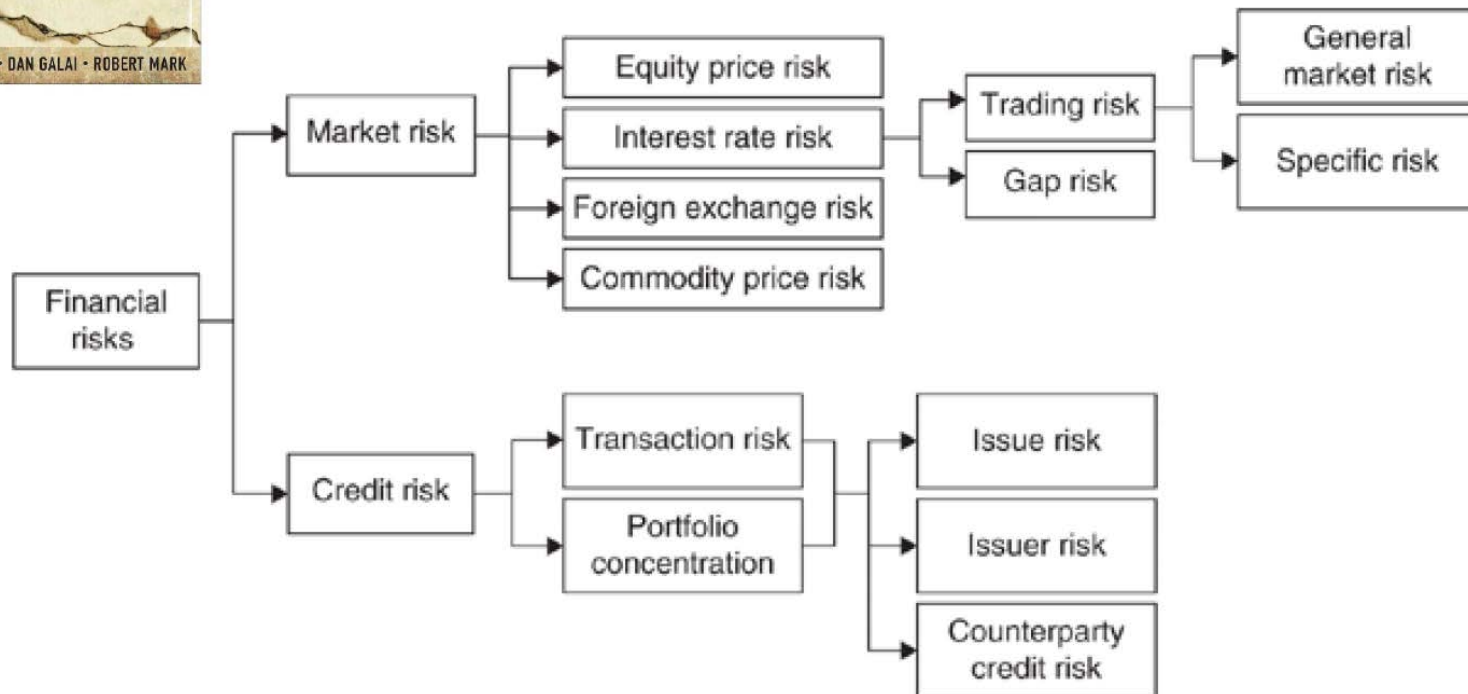 · DAN GALAI · ROBERT MARK
Financial
risks
Market risk
Equity price risk
Interest rate risk
Foreign exchange risk
Commodity price risk
Trading risk
Gap risk
General
market risk
Specific risk
Credit risk
Transaction risk
Portfolio
concentration
Issue risk
Issuer risk
Counterparty
credit risk